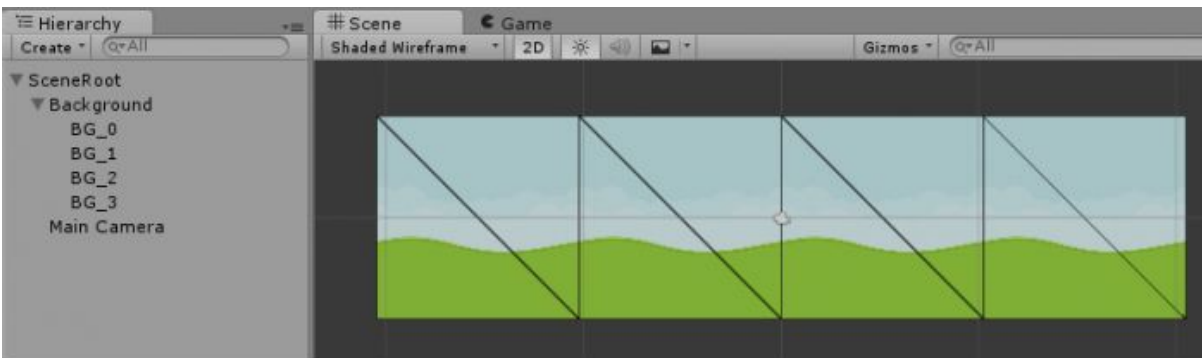 Hierarchy
Create All
SceneRoot
Background
BG_0
BG_1
BG_2
BG_3
Main Camera
Scene Game
Shaded Wireframe 2D Gizmos All